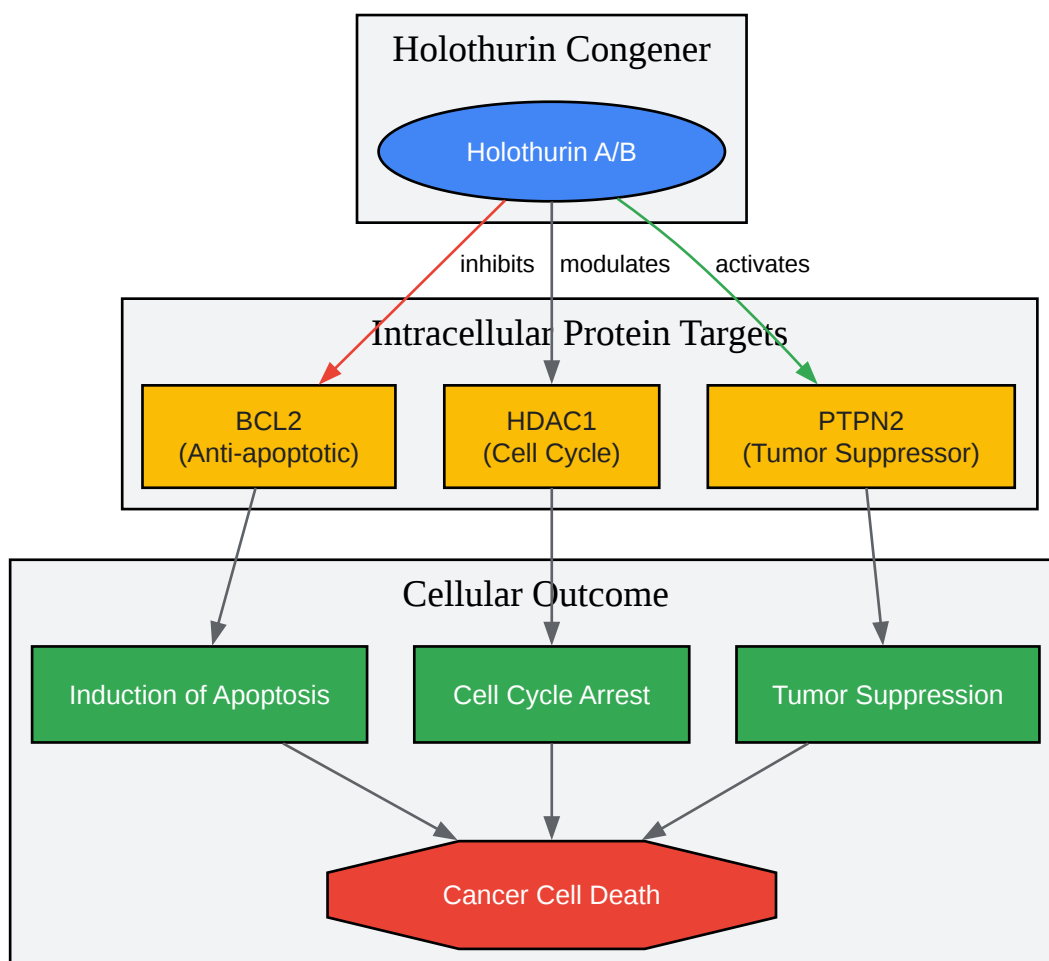 Holothurin Congener
Holothurin A/B
inhibits
modulates
activates
Intracellular Protein Targets
BCL2
(Anti-apoptotic)
HDAC1
(Cell Cycle)
PTPN2
(Tumor Suppressor)
Cellular Outcome
Induction of Apoptosis
Cell Cycle Arrest
Tumor Suppression
Cancer Cell Death